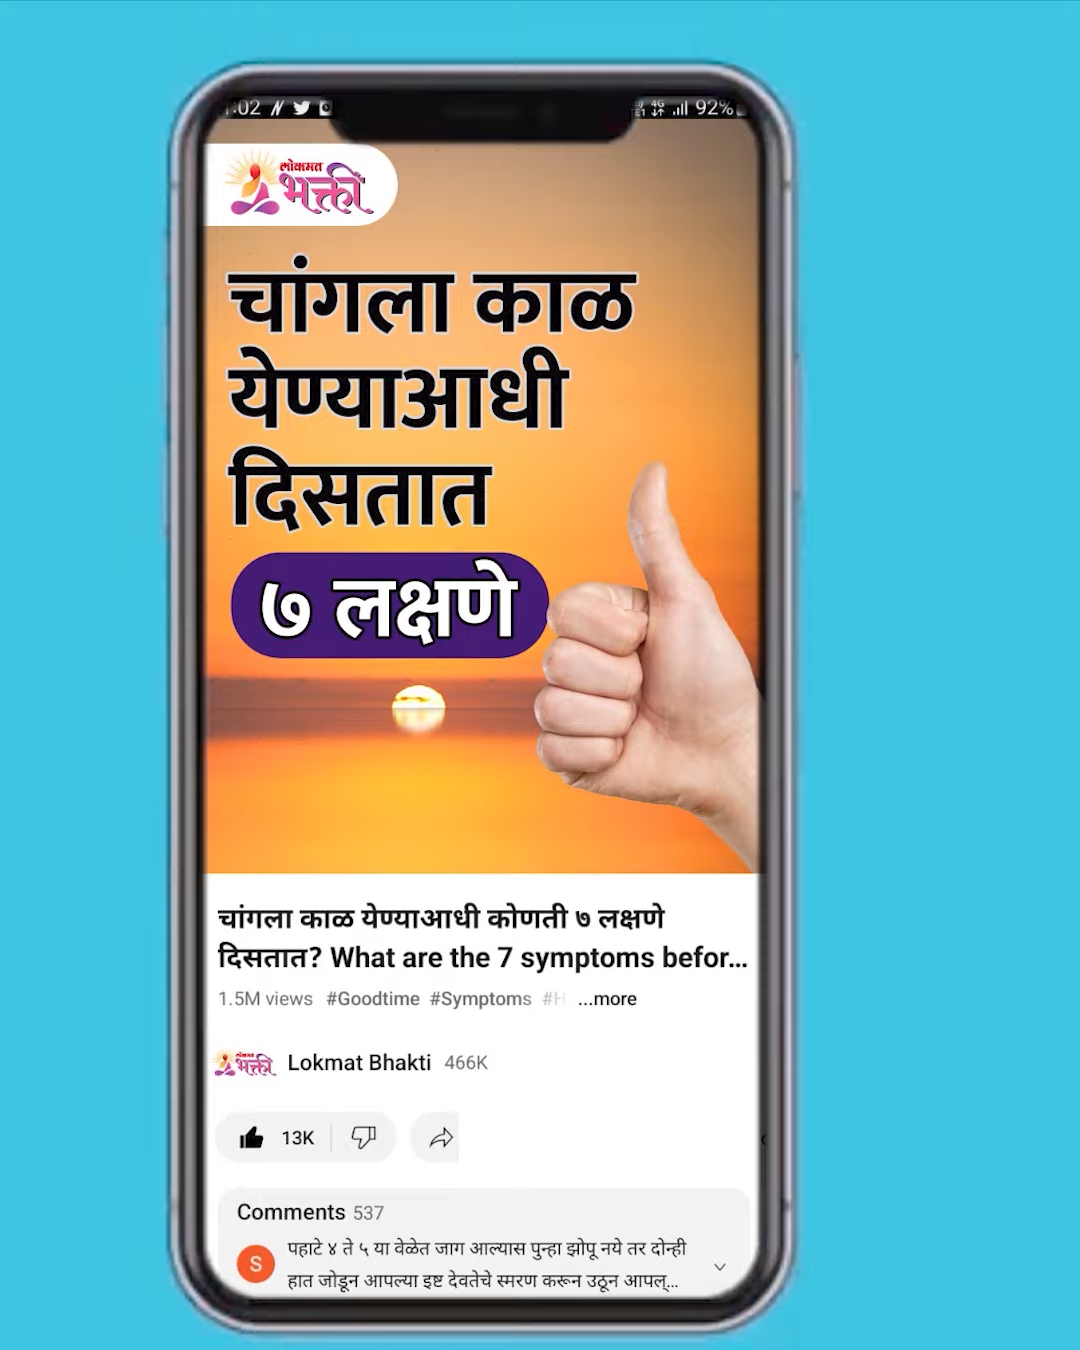 :02 92%
लोकमत
भक्ती
चांगला काळ
येण्याआधी
दिसतात
७ लक्षणे
चांगला काळ येण्याआधी कोणती ७ लक्षणे
दिसतात? What are the 7 symptoms befor...
1.5M views #Goodtime #Symptoms #H ...more
लोकमत
भक्ती
Lokmat Bhakti 466K
13K
Comments 537
S
पहाटे ४ ते ५ या वेळेत जाग आल्यास पुन्हा झोपू नये तर दोन्ही
हात जोडून आपल्या इष्ट देवतेचे स्मरण करून उठून आपल्...